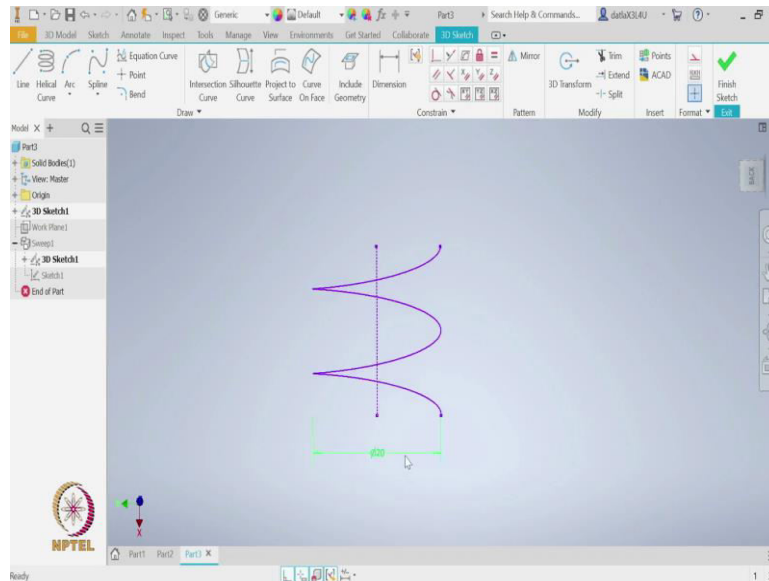 Generic Default Part3 Search Help & Commands... datlaX3L4U
File 3D Model Sketch Annotate Inspect Tools Manage View Environments Get Started Collaborate 3D Sketch
Line Helical Curve Arc Spline Equation Curve Point Bend Intersection Curve Silhouette Curve Project to Surface Curve On Face Include Geometry Dimension Mirror 3D Transform Trim Extend Split Points ACAD Finish Sketch
Draw Constrain Pattern Modify Insert Format Exit
Model
Part3
Solid Bodies(1)
View: Master
Origin
3D Sketch1
Work Plane1
Sweep1
3D Sketch1
Sketch1
End of Part
BACK
X
NPTEL
Part1 Part2 Part3
Ready 1